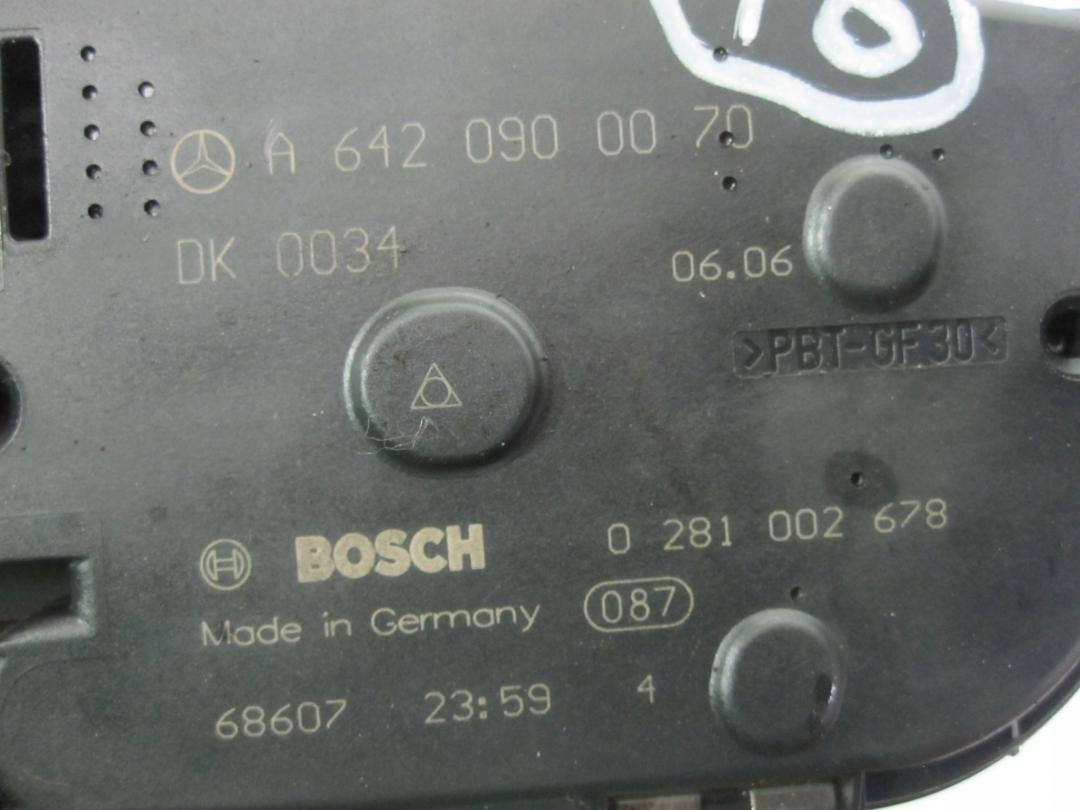 A 642 090 00 70
DK 0034
06.06
>PBT-GF30<
BOSCH 0 281 002 678
Made in Germany 087
68607 23:59 4